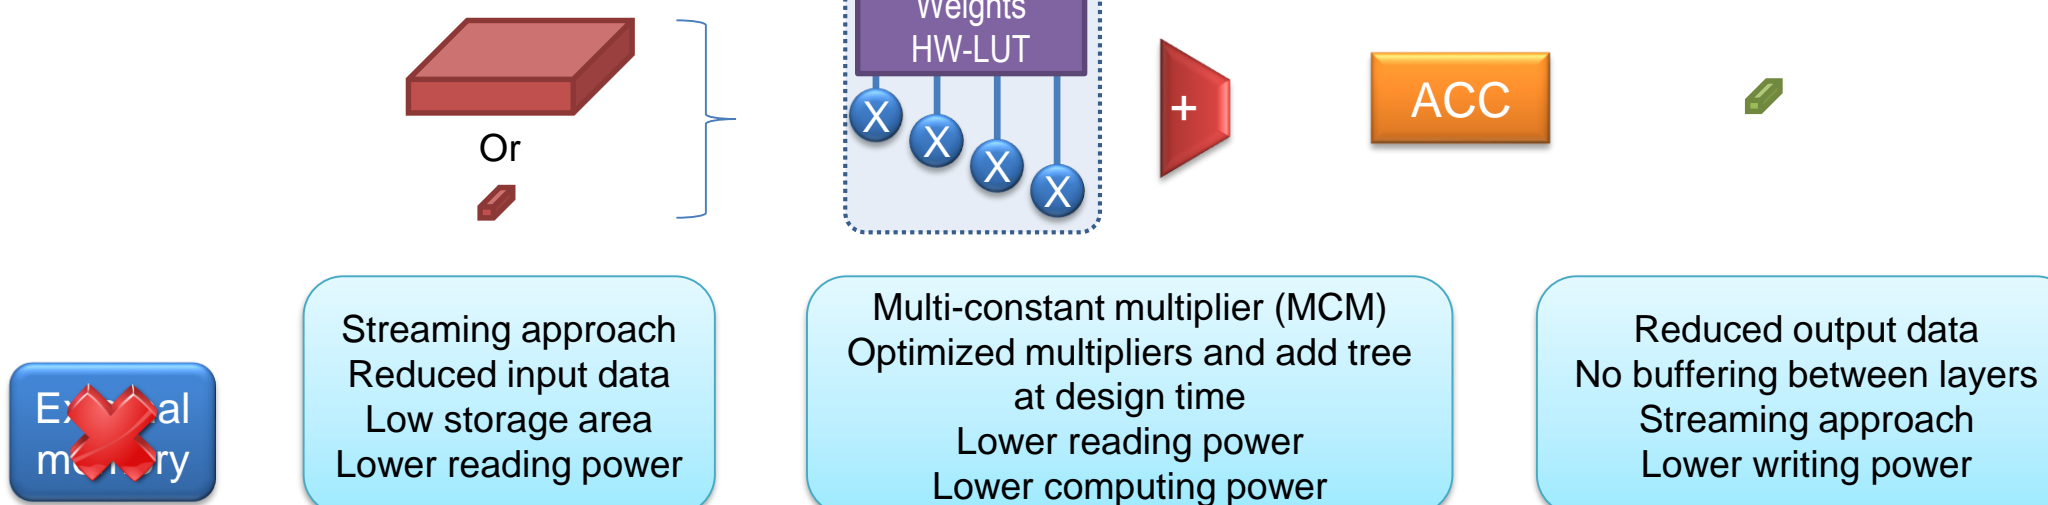 Weights
HW-LUT
X
X
X
X
+
ACC
Or
Streaming approach
Reduced input data
Low storage area
Lower reading power
Multi-constant multiplier (MCM)
Optimized multipliers and add tree
at design time
Lower reading power
Lower computing power
Reduced output data
No buffering between layers
Streaming approach
Lower writing power